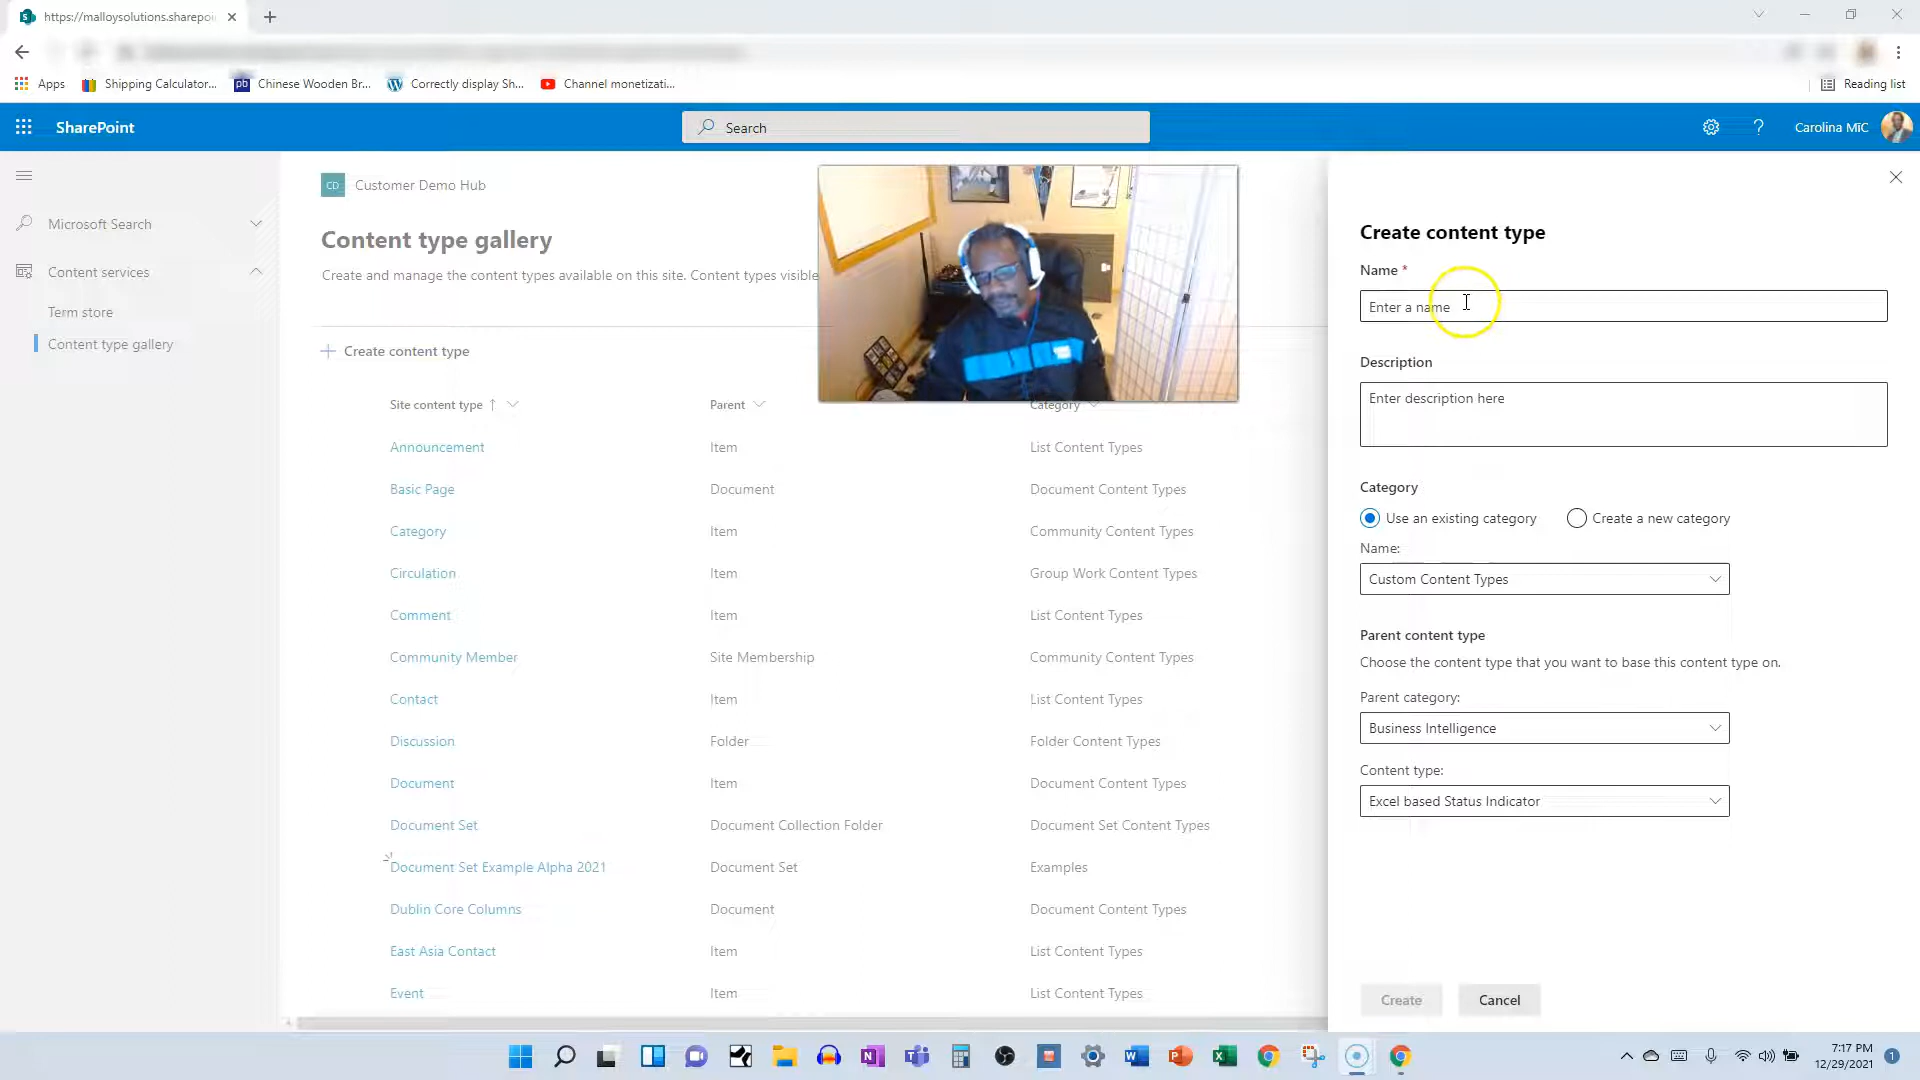 https://malloysolutions.sharepoi
Apps
Shipping Calculator...
pb
Chinese Wooden Br...
Correctly display Sh...
Channel monetizati...
Reading list
SharePoint
Search
Carolina MiC
CD
Customer Demo Hub
Microsoft Search
Content services
Term store
Content type gallery
Content type gallery
Create and manage the content types available on this site. Content types visible
Create content type
Site content type
Parent
Category
Announcement
Item
List Content Types
Basic Page
Document
Document Content Types
Category
Item
Community Content Types
Circulation
Item
Group Work Content Types
Comment
Item
List Content Types
Community Member
Site Membership
Community Content Types
Contact
Item
List Content Types
Discussion
Folder
Folder Content Types
Document
Item
Document Content Types
Document Set
Document Collection Folder
Document Set Content Types
Document Set Example Alpha 2021
Document Set
Examples
Dublin Core Columns
Document
Document Content Types
East Asia Contact
Item
List Content Types
Event
Item
List Content Types
Create content type
Name *
Enter a name
Description
Enter description here
Category
Use an existing category
Create a new category
Name:
Custom Content Types
Parent content type
Choose the content type that you want to base this content type on.
Parent category:
Business Intelligence
Content type:
Excel based Status Indicator
Create
Cancel
7:17 PM
12/29/2021
1